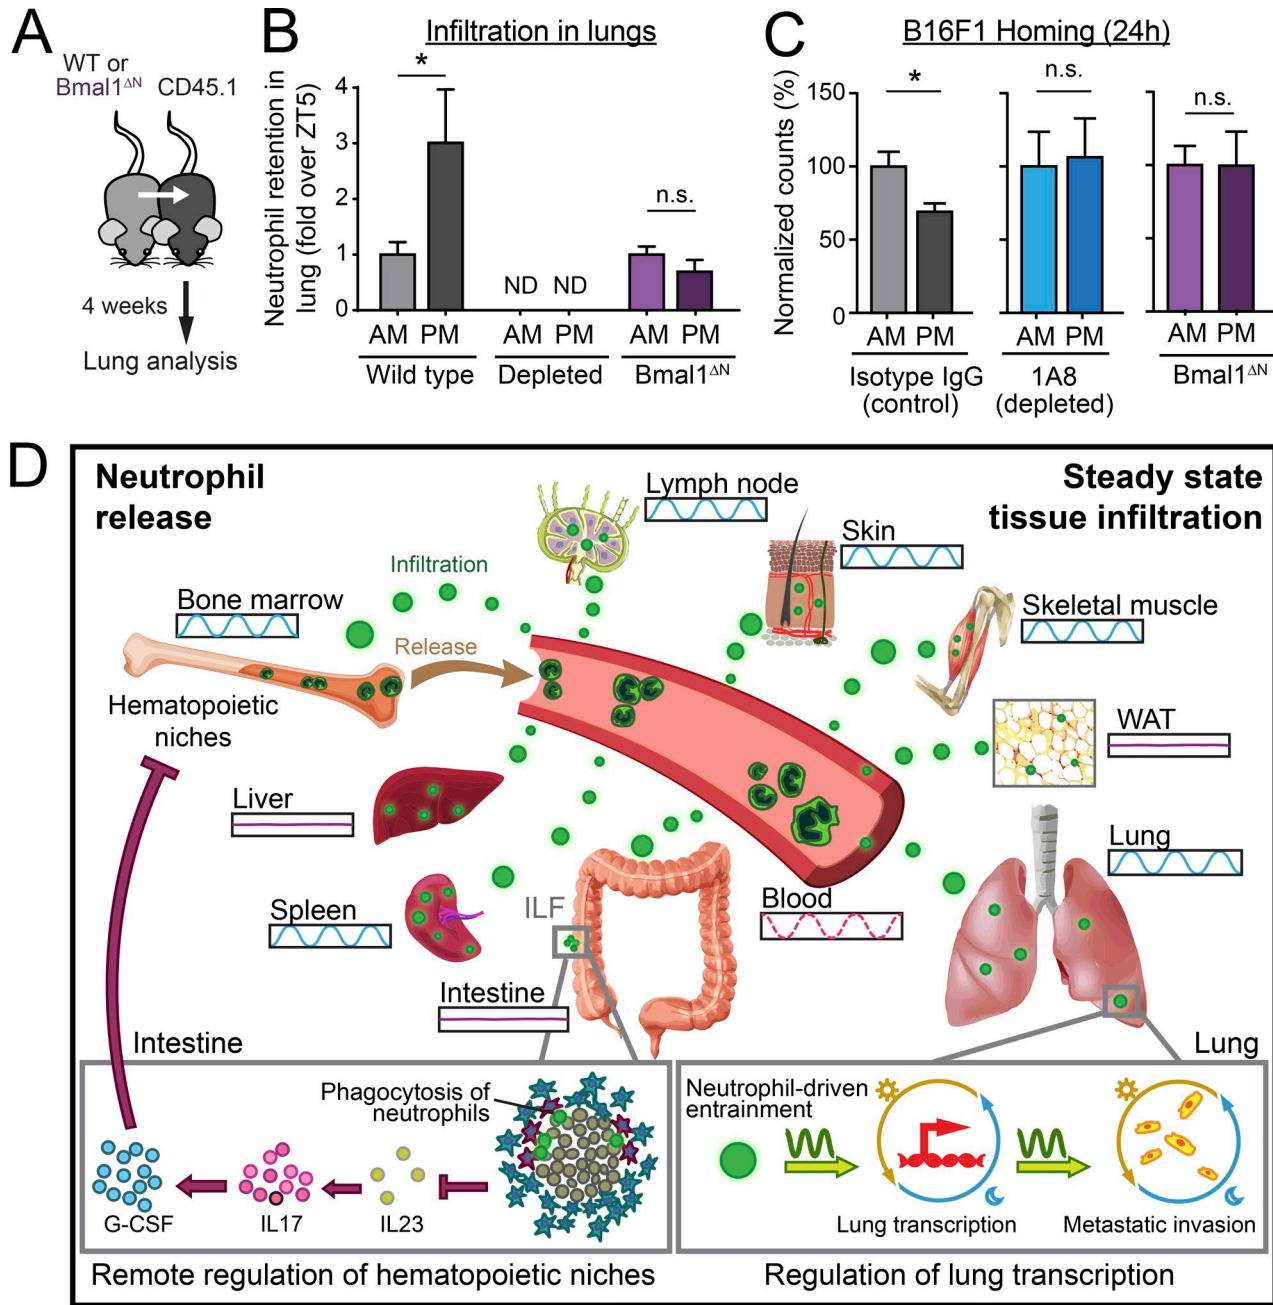 A
WT or
Bmal1ΔN CD45.1
4 weeks
Lung analysis
B
Infiltration in lungs
Neutrophil retention in
lung (fold over ZT5)
4
3
2
1
0
*
n.s.
ND ND
AM PM
AM PM
AM PM
Wild type
Depleted
Bmal1ΔN
C
B16F1 Homing (24h)
Normalized counts (%)
150
100
50
0
*
n.s.
n.s.
AM PM
AM PM
AM PM
Isotype IgG
(control)
1A8
(depleted)
Bmal1ΔN
D
Neutrophil
release
Steady state
tissue infiltration
Lymph node
Skin
Infiltration
Bone marrow
Skeletal muscle
Release
Hematopoietic
niches
WAT
Liver
Lung
Spleen
ILF
Blood
Intestine
Intestine
Lung
Phagocytosis of
neutrophils
G-CSF
IL17
IL23
Neutrophil-driven
entrainment
Lung transcription
Metastatic invasion
Remote regulation of hematopoietic niches
Regulation of lung transcription